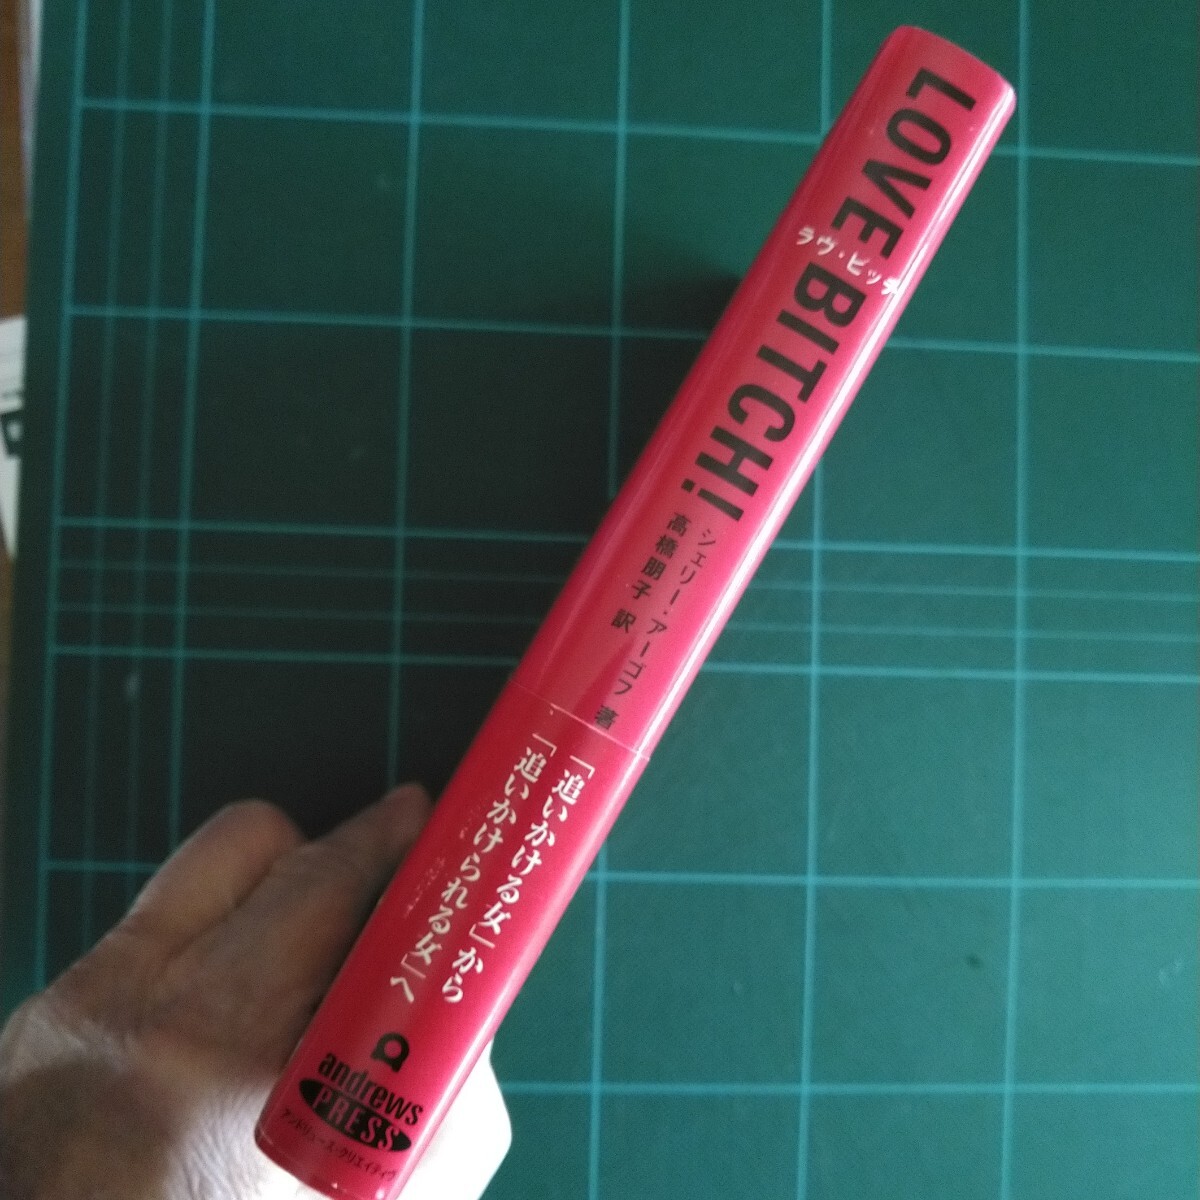 LOVE BITCH!
ラヴ・ビッチ
シェリー・アーゴフ 著
高橋朋子 訳
「追いかける女」から
「追いかけられる女」へ
andrews
PRESS
アンドリュース・クリエイティヴ